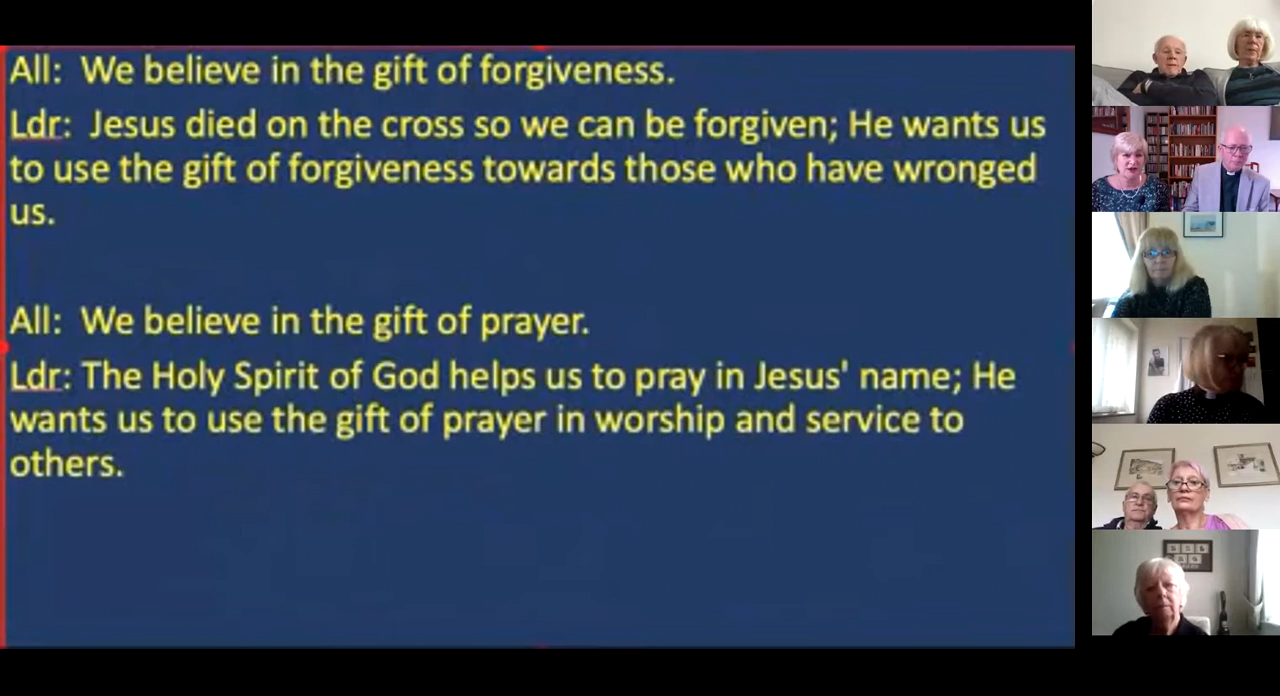 All:  We believe in the gift of forgiveness.
Ldr:  Jesus died on the cross so we can be forgiven; He wants us
to use the gift of forgiveness towards those who have wronged
us.
All:  We believe in the gift of prayer.
Ldr: The Holy Spirit of God helps us to pray in Jesus' name; He
wants us to use the gift of prayer in worship and service to
others.